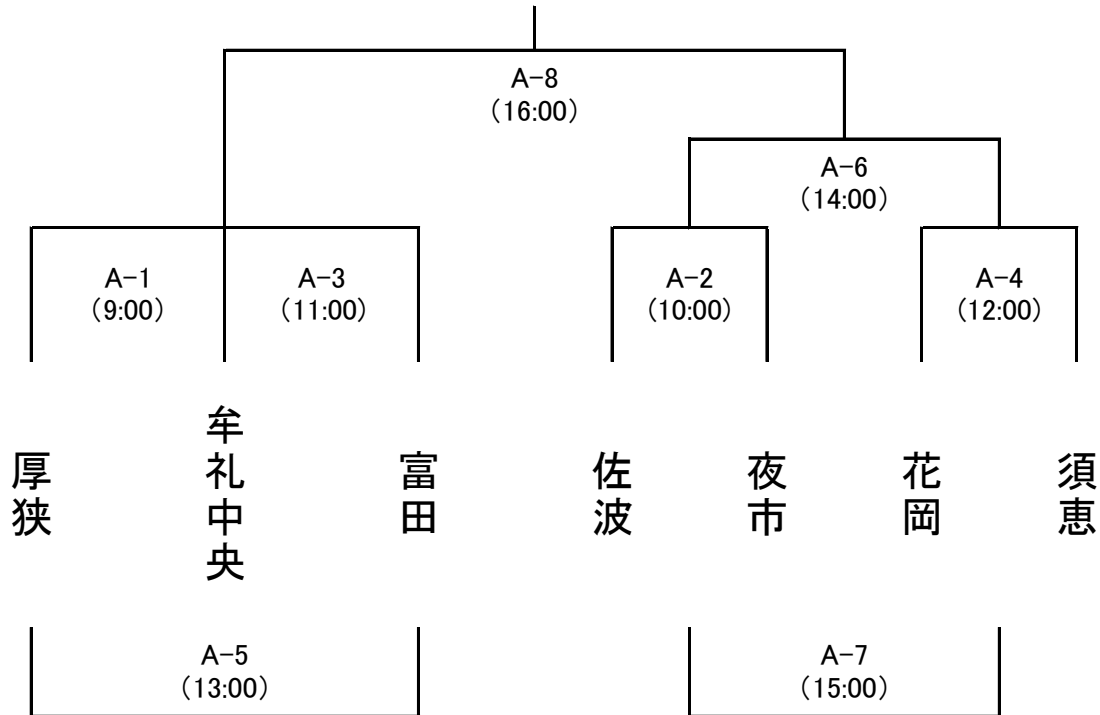 A-8
(16:00)
A-6
(14:00)
A-1
(9:00)
A-3
(11:00)
A-2
(10:00)
A-4
(12:00)
厚狭
牟礼中央
富田
佐波
夜市
花岡
須恵
A-5
(13:00)
A-7
(15:00)